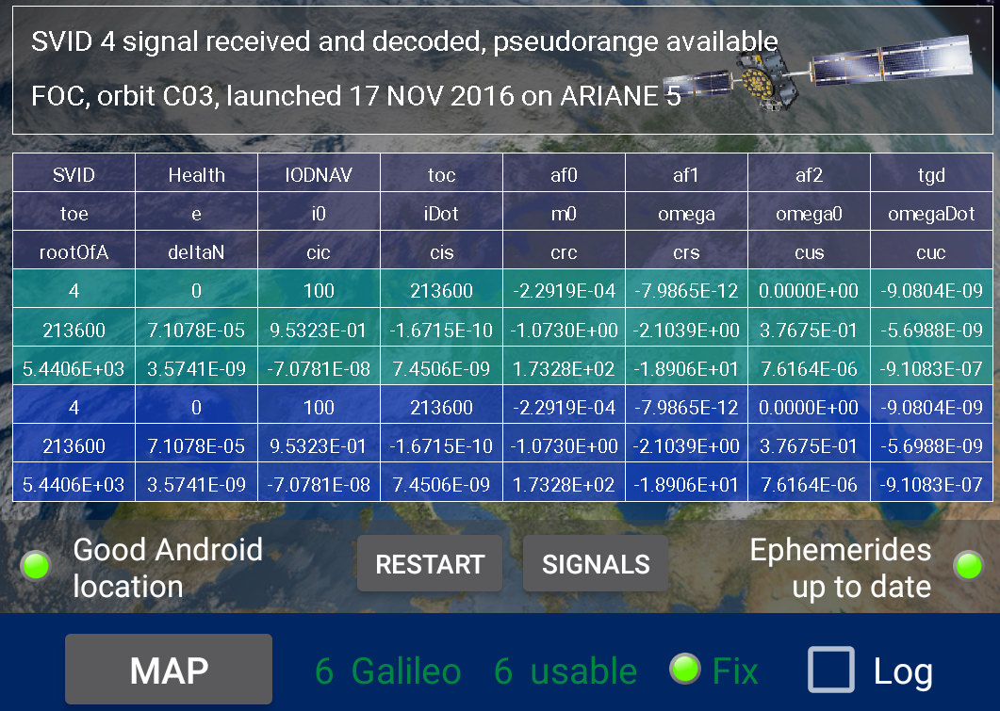 SVID 4 signal received and decoded, pseudorange available
FOC, orbit C03, launched 17 NOV 2016 on ARIANE 5
SVID Health IODNAV toc af0 af1 af2 tgd
toe e i0 iDot m0 omega omega0 omegaDot
rootOfA deltaN cic cis crc crs cus cuc
4 0 100 213600 -2.2919E-04 -7.9865E-12 0.0000E+00 -9.0804E-09
213600 7.1078E-05 9.5323E-01 -1.6715E-10 -1.0730E+00 -2.1039E+00 3.7675E-01 -5.6988E-09
5.4406E+03 3.5741E-09 -7.0781E-08 7.4506E-09 1.7328E+02 -1.8906E+01 7.6164E-06 -9.1083E-07
4 0 100 213600 -2.2919E-04 -7.9865E-12 0.0000E+00 -9.0804E-09
213600 7.1078E-05 9.5323E-01 -1.6715E-10 -1.0730E+00 -2.1039E+00 3.7675E-01 -5.6988E-09
5.4406E+03 3.5741E-09 -7.0781E-08 7.4506E-09 1.7328E+02 -1.8906E+01 7.6164E-06 -9.1083E-07
Good Android
location
RESTART
SIGNALS
Ephemerides
up to date
MAP 6 Galileo 6 usable Fix Log